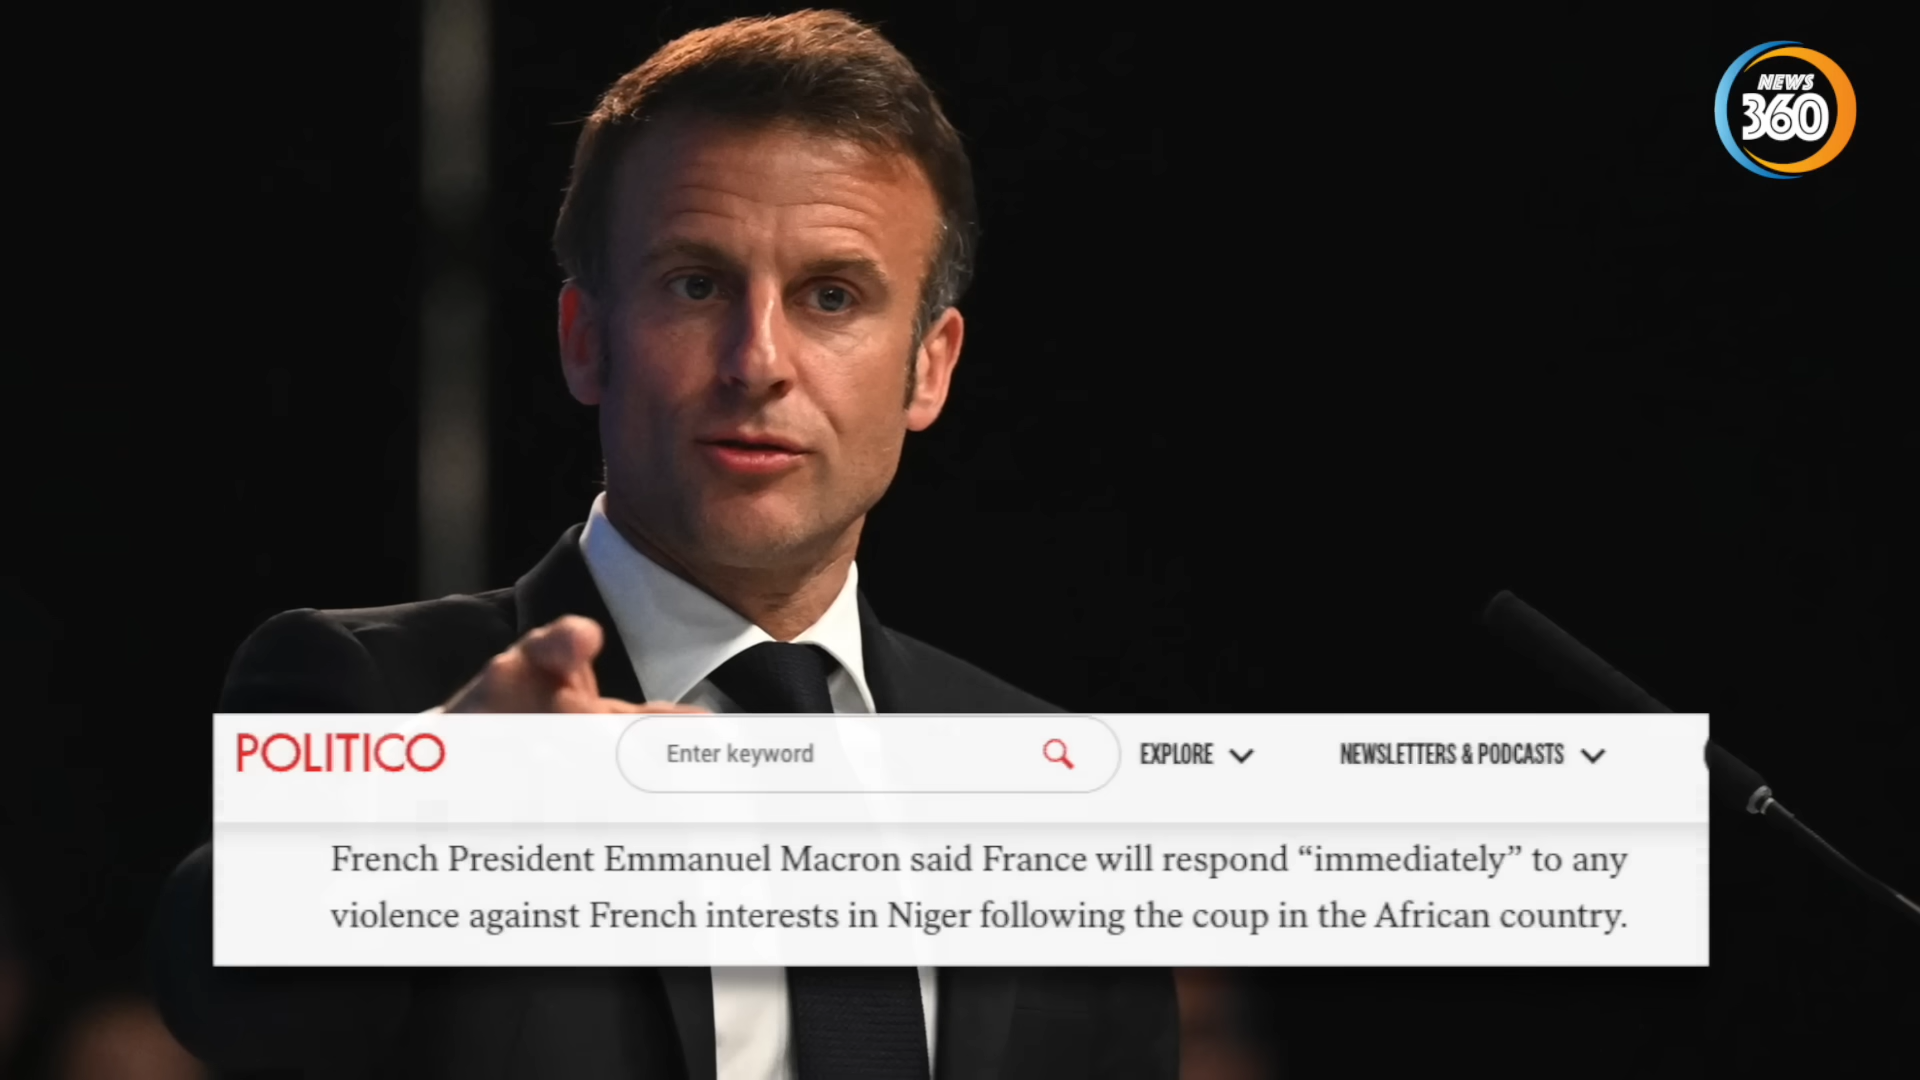 NEWS
360
POLITICO
Enter keyword
EXPLORE
NEWSLETTERS & PODCASTS
French President Emmanuel Macron said France will respond “immediately” to any
violence against French interests in Niger following the coup in the African country.